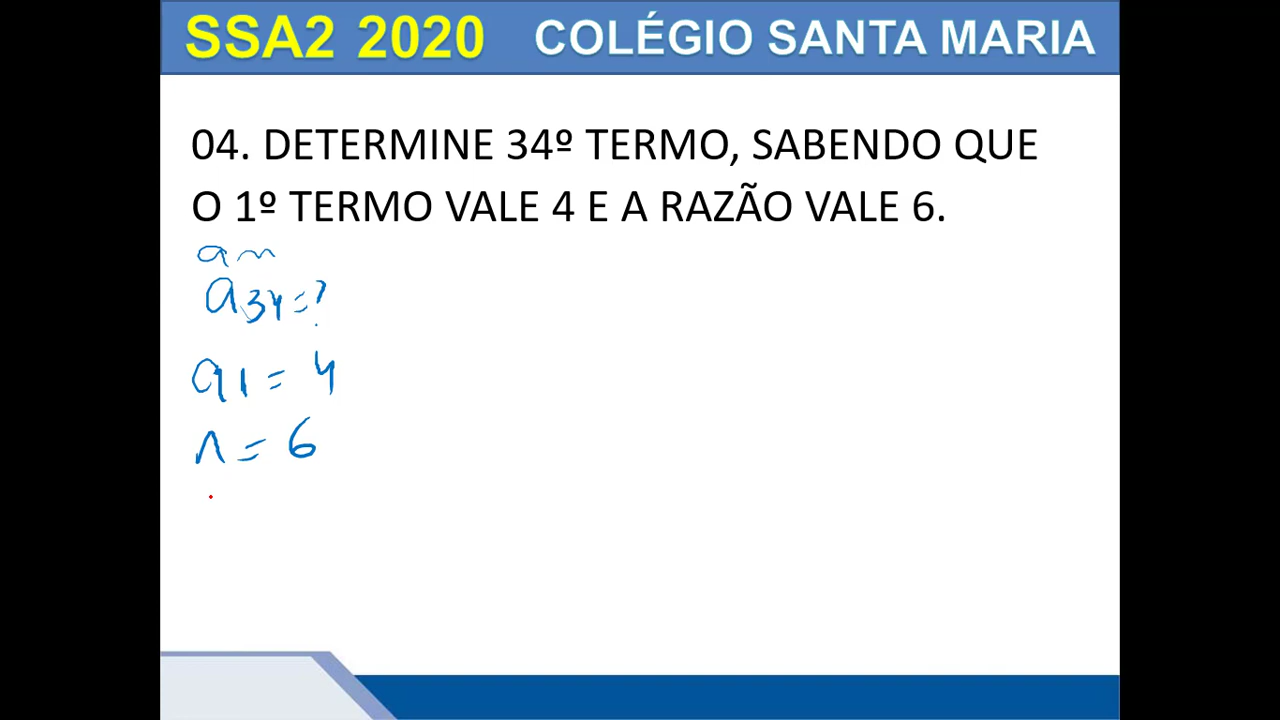 SSA2 2020 COLÉGIO SANTA MARIA
04. DETERMINE 34º TERMO, SABENDO QUE
O 1º TERMO VALE 4 E A RAZÃO VALE 6.
an
a34=?
a1 = 4
r = 6